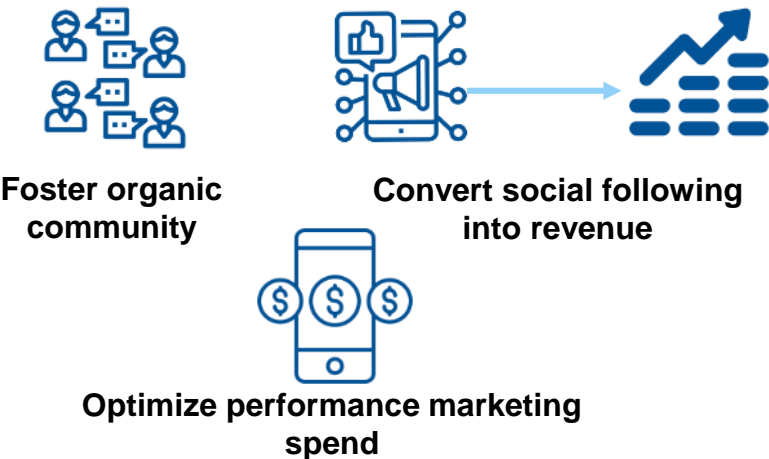 Foster organic
community
Convert social following
into revenue
$ $ $
Optimize performance marketing
spend